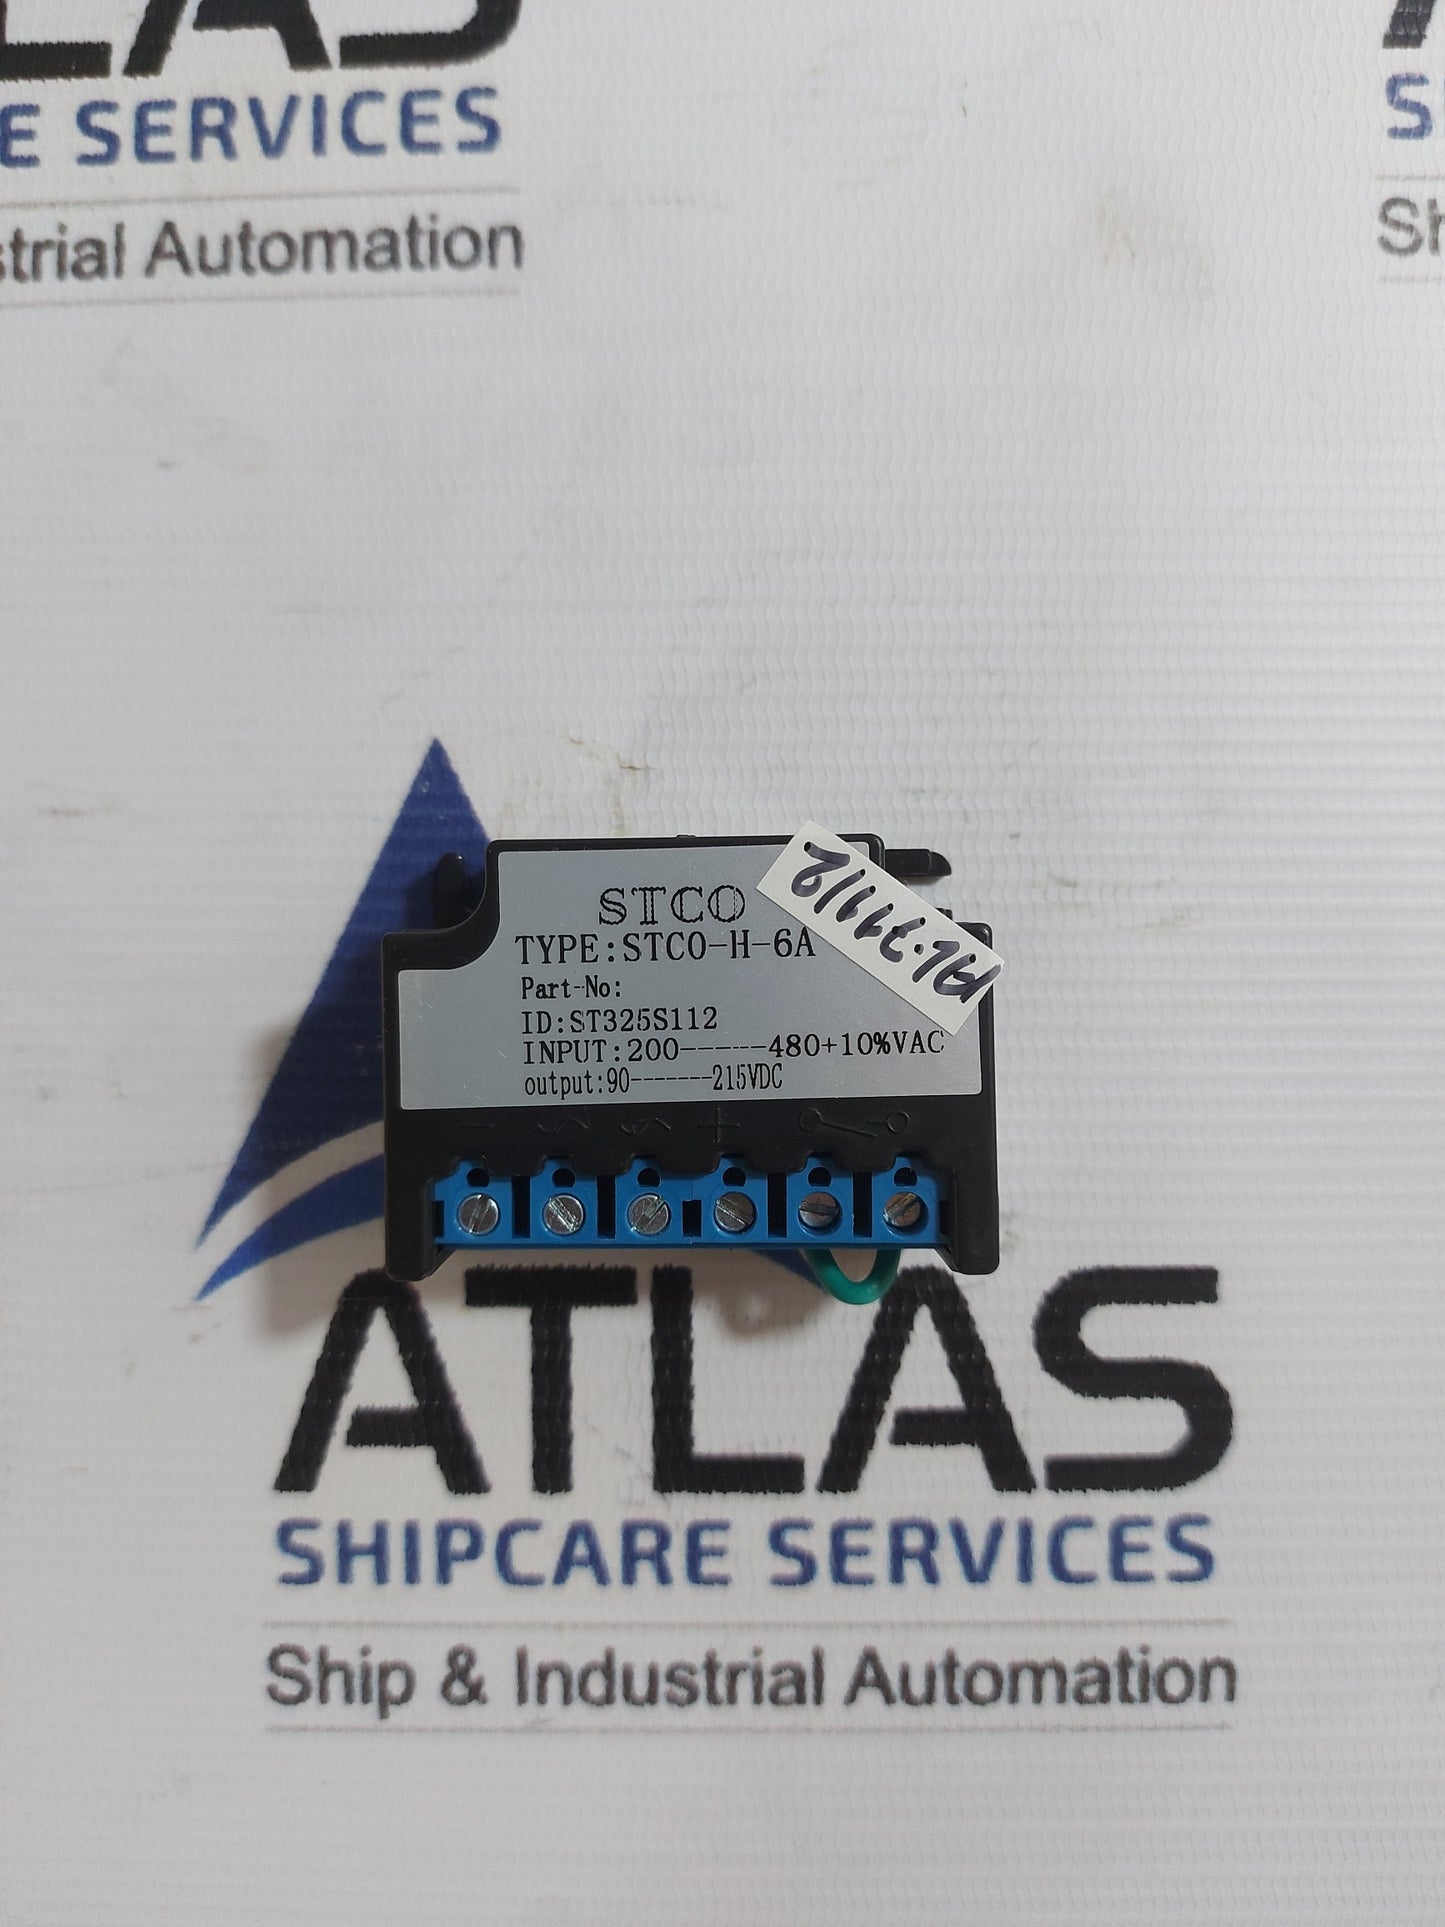 LAS
E SERVICES
strial Automation
S
Sh
STCO
TYPE:STCO-H-6A
Part-No:
ID:ST325S112
INPUT:200------480+10%VAC
output:90-------215VDC
ATLAS
SHIPCARE SERVICES
Ship & Industrial Automation